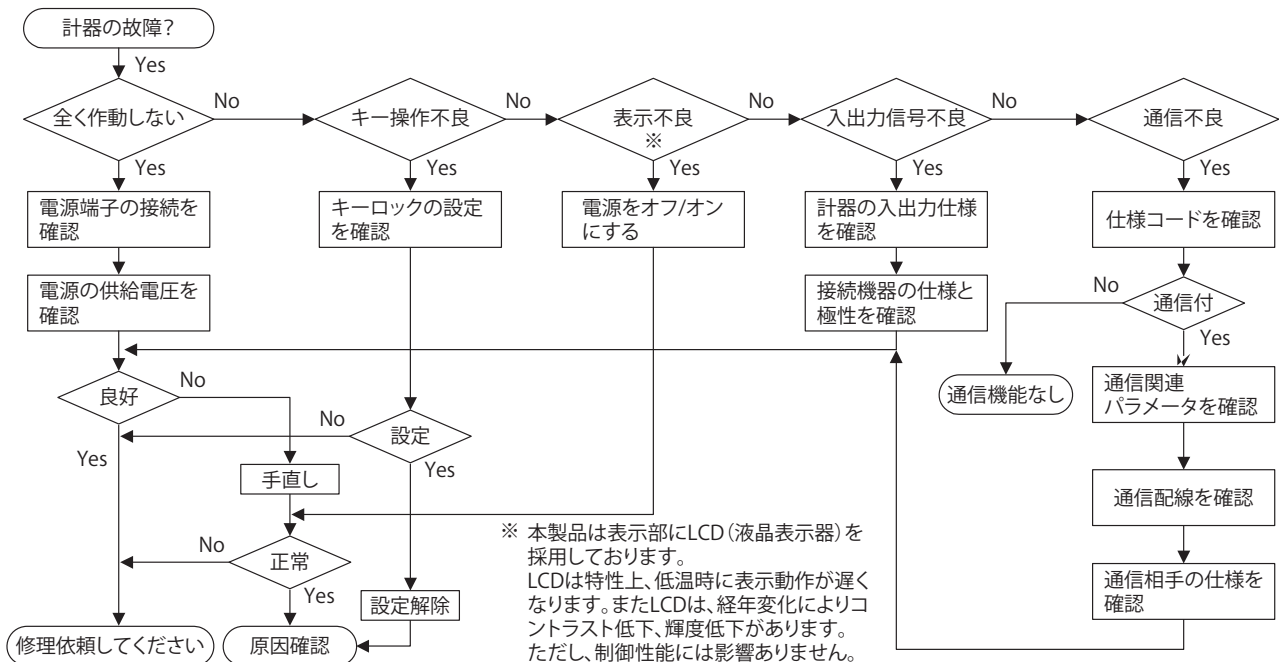 計器の故障?
Yes
全く作動しない
No
キー操作不良
No
表示不良
※
No
入出力信号不良
No
通信不良
Yes
Yes
Yes
Yes
Yes
電源端子の接続を
確認
キーロックの設定
を確認
電源をオフ/オン
にする
計器の入出力仕様
を確認
仕様コードを確認
電源の供給電圧を
確認
接続機器の仕様と
極性を確認
No
通信付
Yes
良好
No
Yes
通信機能なし
通信関連
パラメータを確認
No
設定
Yes
手直し
通信配線を確認
No
正常
Yes
設定解除
通信相手の仕様を
確認
修理依頼してください
原因確認
※ 本製品は表示部にLCD(液晶表示器)を
採用しております。
LCDは特性上、低温時に表示動作が遅く
なります。またLCDは、経年変化によりコ
ントラスト低下、輝度低下があります。
ただし、制御性能には影響ありません。